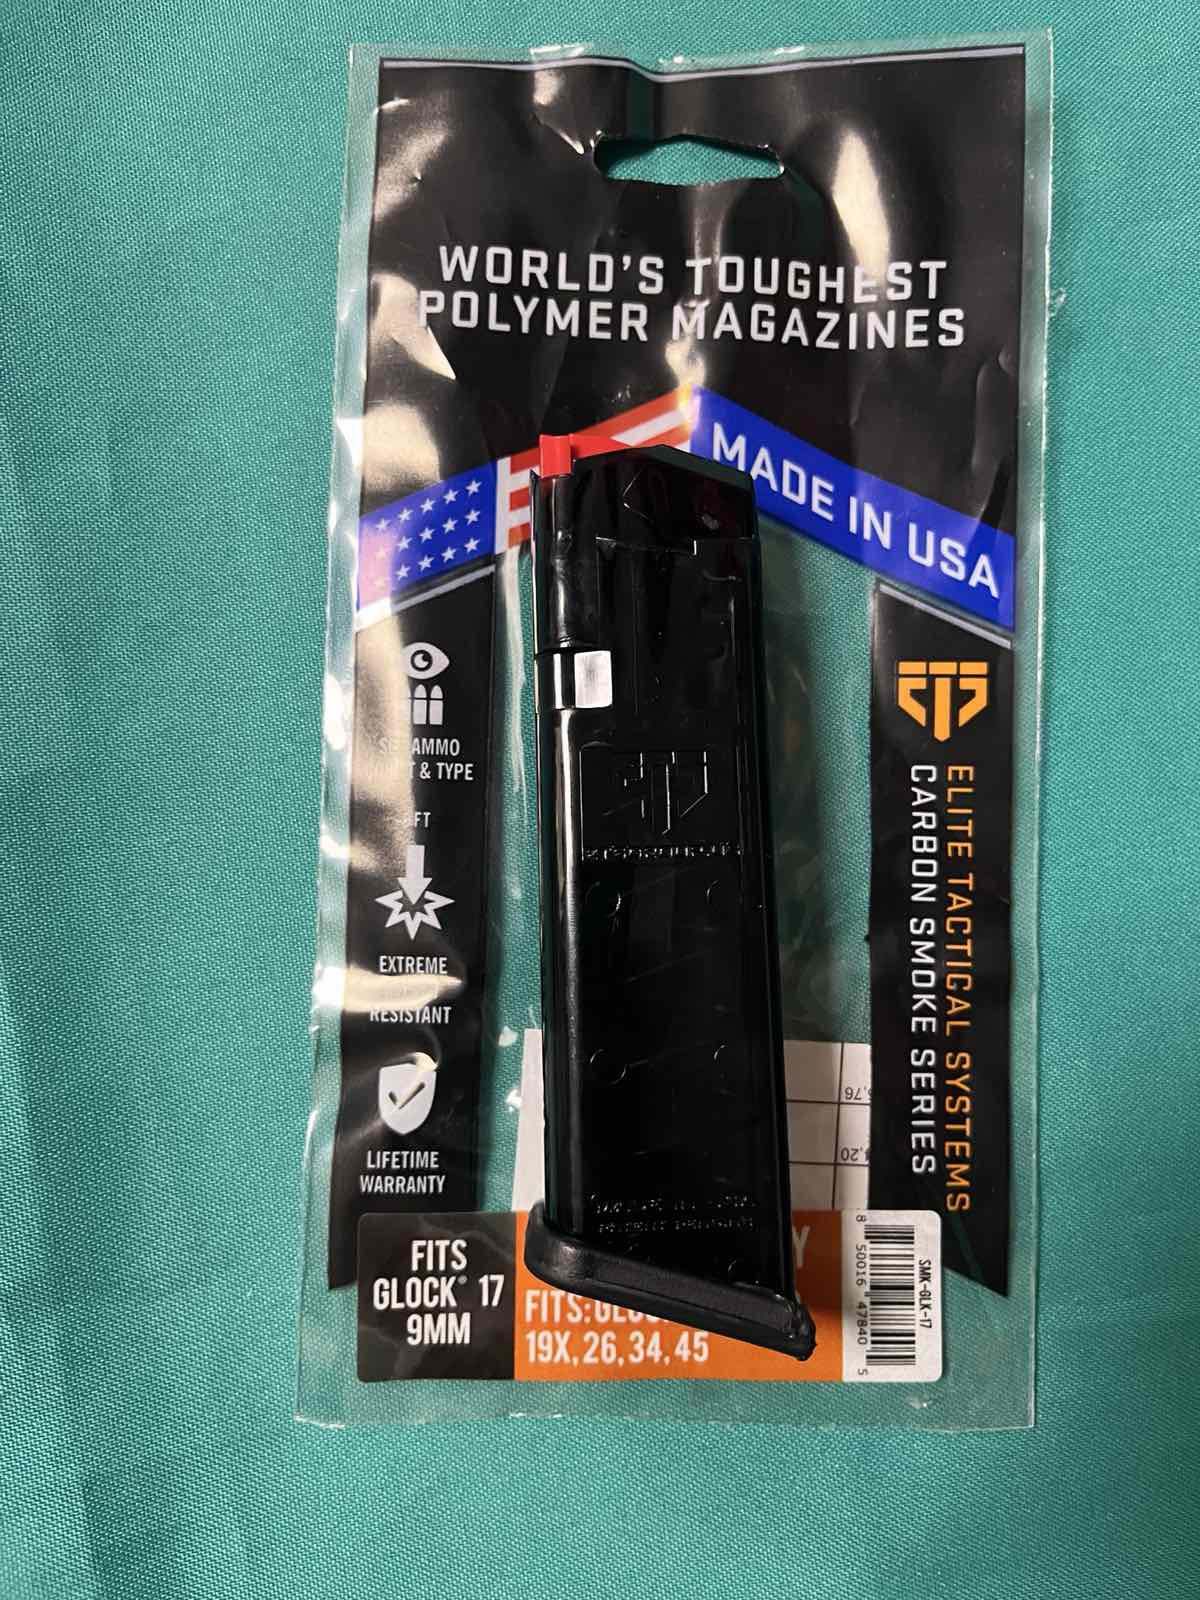 WORLD'S TOUGHEST
POLYMER MAGAZINES
MADE IN USA
AMMO
& TYPE
EXTREME
RESISTANT
LIFETIME
WARRANTY
ELITE TACTICAL SYSTEMS
CARBON SMOKE SERIES
FITS
GLOCK® 17
9MM
FITS:
19X, 26, 34, 45
SMK-GLK-17
8 50016 47840 5